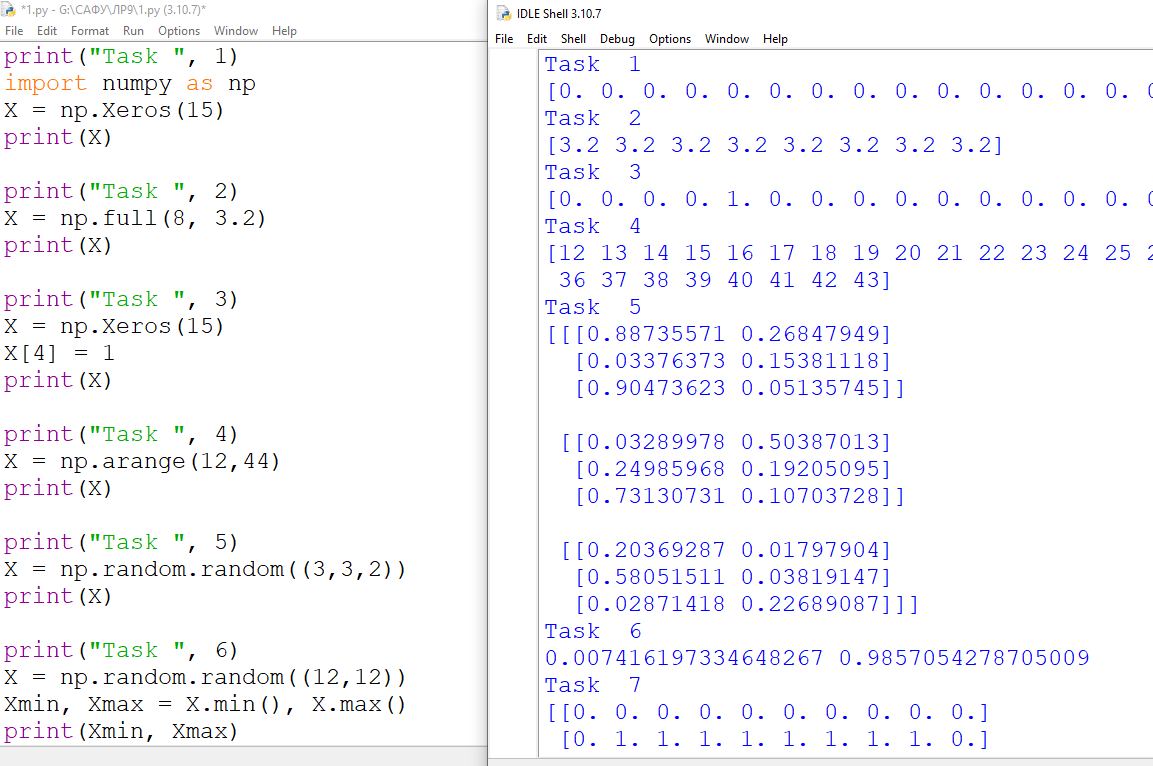 *1.py - G:\САФУ\ЛР9\1.py (3.10.7)*
File Edit Format Run Options Window Help
print("Task ", 1)
import numpy as np
X = np.Xeros(15)
print(X)
print("Task ", 2)
X = np.full(8, 3.2)
print(X)
print("Task ", 3)
X = np.Xeros(15)
X[4] = 1
print(X)
print("Task ", 4)
X = np.arange(12,44)
print(X)
print("Task ", 5)
X = np.random.random((3,3,2))
print(X)
print("Task ", 6)
X = np.random.random((12,12))
Xmin, Xmax = X.min(), X.max()
print(Xmin, Xmax)
IDLE Shell 3.10.7
File Edit Shell Debug Options Window Help
Task  1
[0. 0. 0. 0. 0. 0. 0. 0. 0. 0. 0. 0. 0. 0.
Task  2
[3.2 3.2 3.2 3.2 3.2 3.2 3.2 3.2]
Task  3
[0. 0. 0. 0. 1. 0. 0. 0. 0. 0. 0. 0. 0. 0.
Task  4
[12 13 14 15 16 17 18 19 20 21 22 23 24 25
36 37 38 39 40 41 42 43]
Task  5
[[[0.88735571 0.26847949]
[0.03376373 0.15381118]
[0.90473623 0.05135745]]
[[0.03289978 0.50387013]
[0.24985968 0.19205095]
[0.73130731 0.10703728]]
[[0.20369287 0.01797904]
[0.58051511 0.03819147]
[0.02871418 0.22689087]]]
Task  6
0.007416197334648267 0.9857054278705009
Task  7
[[0. 0. 0. 0. 0. 0. 0. 0. 0. 0.]
[0. 1. 1. 1. 1. 1. 1. 1. 1. 0.]